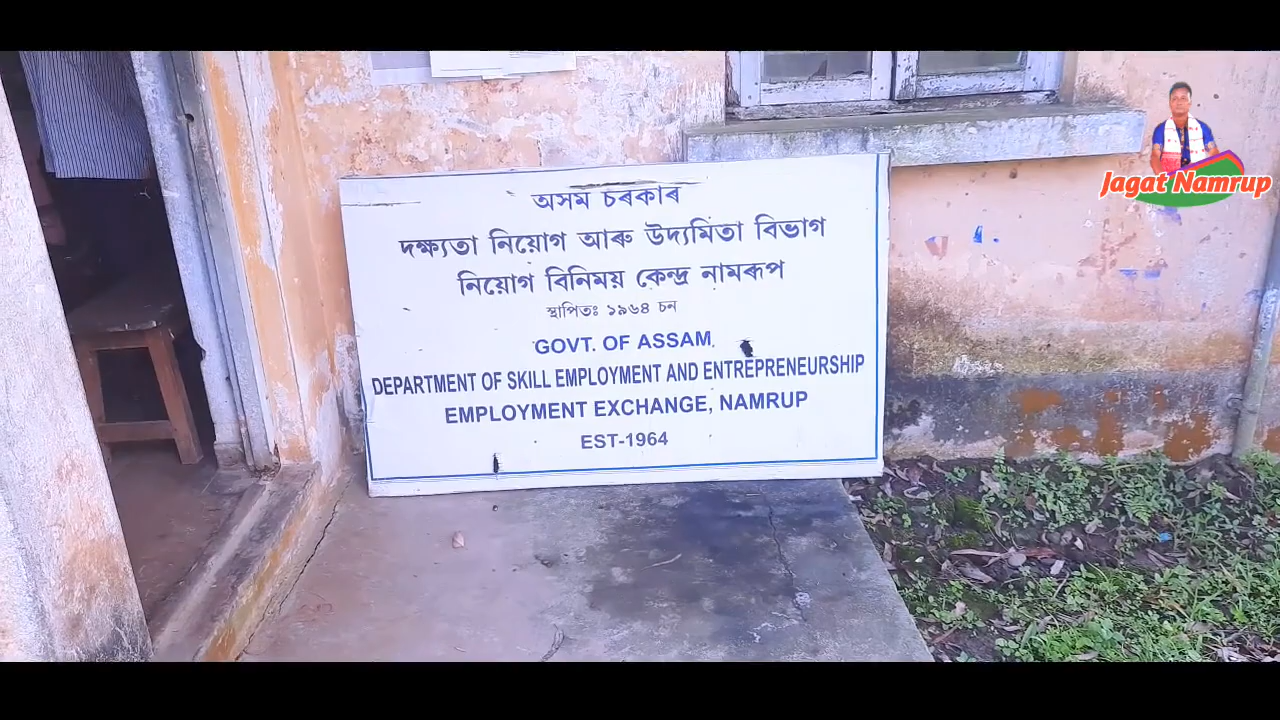 অসম চৰকাৰ
দক্ষ্যতা নিয়োগ আৰু উদ্যমিতা বিভাগ
নিয়োগ বিনিময় কেন্দ্ৰ নামৰূপ
স্থাপিতঃ ১৯৬৪ চন
GOVT. OF ASSAM
DEPARTMENT OF SKILL EMPLOYMENT AND ENTREPRENEURSHIP
EMPLOYMENT EXCHANGE, NAMRUP
EST-1964
Jagat Namrup